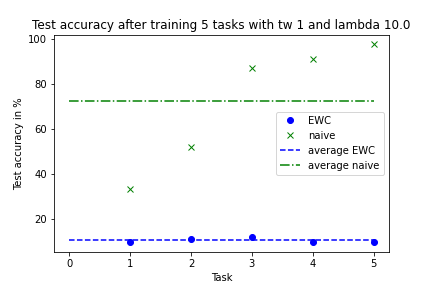 Test accuracy after training 5 tasks with tw 1 and lambda 10.0
100
80
60
40
20
Test accuracy in %
EWC
naive
average EWC
average naive
0 1 2 3 4 5
Task